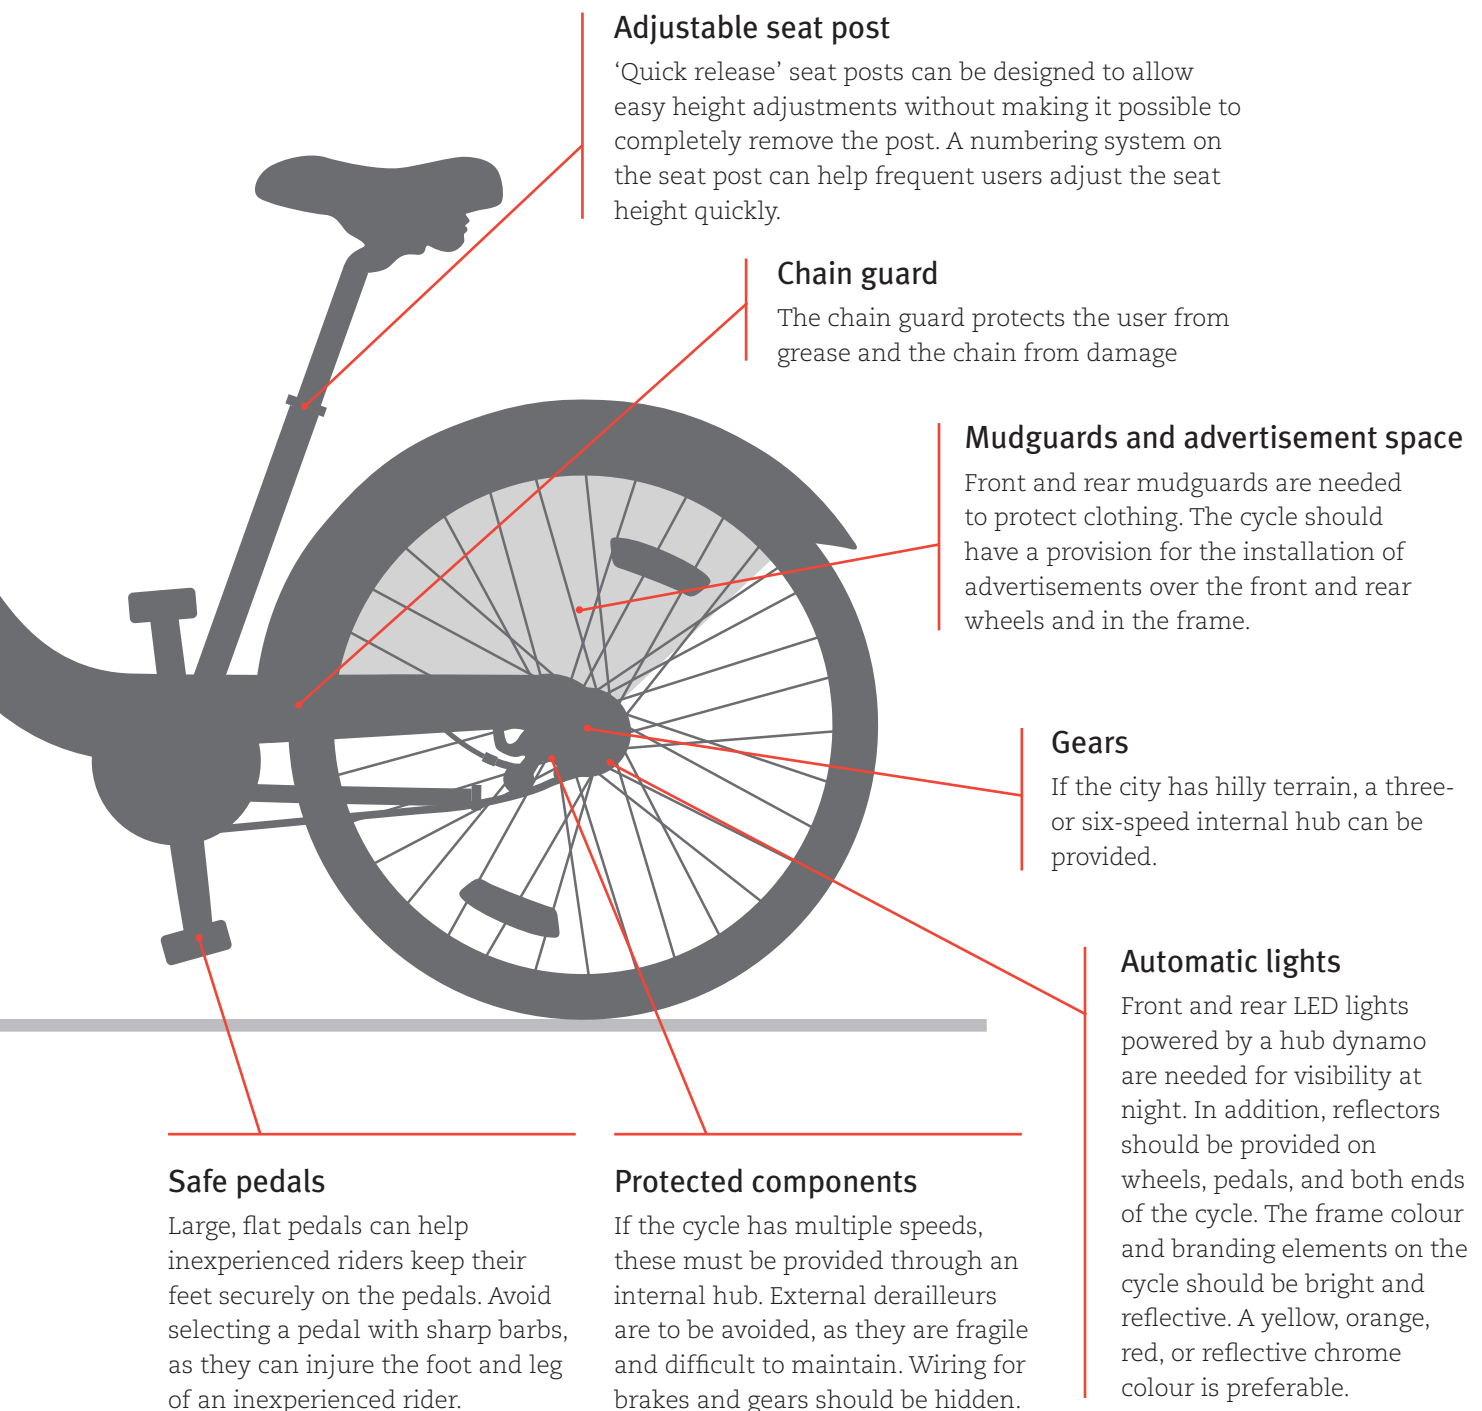 Adjustable seat post
‘Quick release’ seat posts can be designed to allow
easy height adjustments without making it possible to
completely remove the post. A numbering system on
the seat post can help frequent users adjust the seat
height quickly.
Chain guard
The chain guard protects the user from
grease and the chain from damage
Mudguards and advertisement space
Front and rear mudguards are needed
to protect clothing. The cycle should
have a provision for the installation of
advertisements over the front and rear
wheels and in the frame.
Gears
If the city has hilly terrain, a three-
or six-speed internal hub can be
provided.
Automatic lights
Front and rear LED lights
powered by a hub dynamo
are needed for visibility at
night. In addition, reflectors
should be provided on
wheels, pedals, and both ends
of the cycle. The frame colour
and branding elements on the
cycle should be bright and
reflective. A yellow, orange,
red, or reflective chrome
colour is preferable.
Safe pedals
Large, flat pedals can help
inexperienced riders keep their
feet securely on the pedals. Avoid
selecting a pedal with sharp barbs,
as they can injure the foot and leg
of an inexperienced rider.
Protected components
If the cycle has multiple speeds,
these must be provided through an
internal hub. External derailleurs
are to be avoided, as they are fragile
and difficult to maintain. Wiring for
brakes and gears should be hidden.